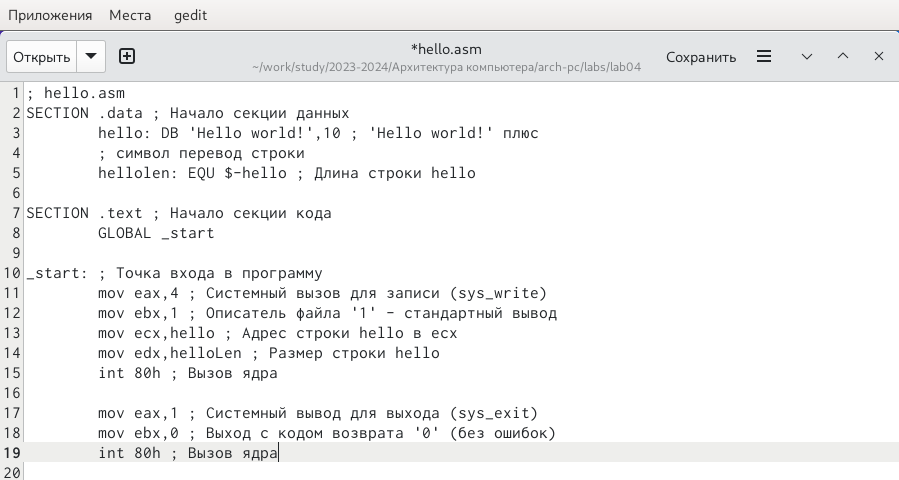 Приложения Места gedit
Открыть *hello.asm Сохранить
~/work/study/2023-2024/Архитектура компьютера/arch-pc/labs/lab04
1 ; hello.asm
2 SECTION .data ; Начало секции данных
3 hello: DB 'Hello world!',10 ; 'Hello world!' плюс
4 ; символ перевод строки
5 hellolen: EQU $-hello ; Длина строки hello
6
7 SECTION .text ; Начало секции кода
8 GLOBAL _start
9
10 _start: ; Точка входа в программу
11 mov eax,4 ; Системный вызов для записи (sys_write)
12 mov ebx,1 ; Описатель файла '1' - стандартный вывод
13 mov ecx,hello ; Адрес строки hello в ecx
14 mov edx,helloLen ; Размер строки hello
15 int 80h ; Вызов ядра
16
17 mov eax,1 ; Системный вывод для выхода (sys_exit)
18 mov ebx,0 ; Выход с кодом возврата '0' (без ошибок)
19 int 80h ; Вызов ядра
20